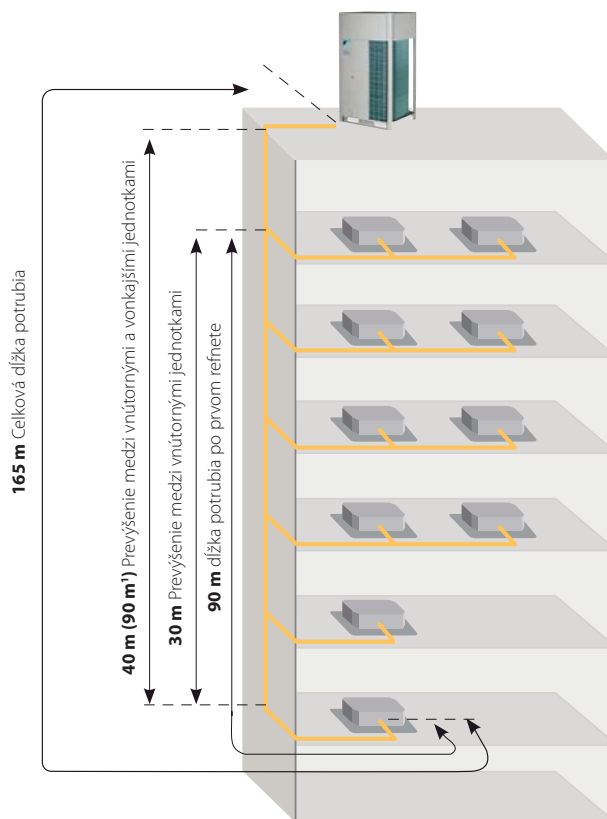 165 m Celková dĺžka potrubia
40 m (90 m¹) Prevýšenie medzi vnútornými a vonkajšími jednotkami
30 m Prevýšenie medzi vnútornými jednotkami
90 m dĺžka potrubia po prvom refnete